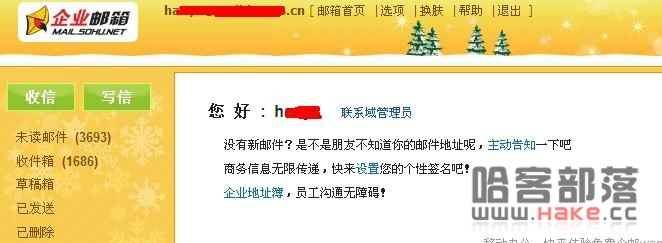 企业邮箱 MAIL.SOHU.NET
.cn [ 邮箱首页 |选项 |换肤 |帮助 |退出 ]
收信 写信
未读邮件 (3693)
收件箱 (1686)
草稿箱
已发送
已删除
您 好 : h 联系域管理员
没有新邮件?是不是朋友不知道你的邮件地址呢,主动告知一下吧
商务信息无限传递,快来设置您的个性签名吧!
企业地址簿,员工沟通无障碍!
哈客部落
www.Hake.cc